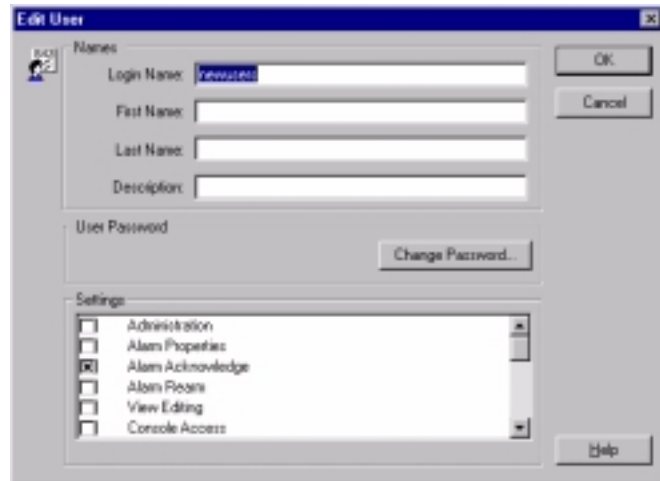 Edit User
Names
Login Name: newusers
First Name:
Last Name:
Description:
OK
Cancel
User Password
Change Password...
Settings
Administration
Alarm Properties
Alarm Acknowledge
Alarm Rearm
View Editing
Console Access
Help